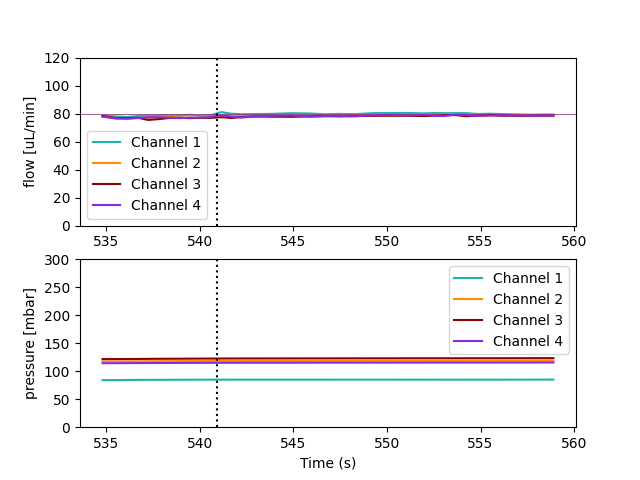 120
100
80
60
40
20
0
flow [uL/min]
Channel 1
Channel 2
Channel 3
Channel 4
535 540 545 550 555 560
300
250
200
150
100
50
0
pressure [mbar]
Channel 1
Channel 2
Channel 3
Channel 4
535 540 545 550 555 560
Time (s)